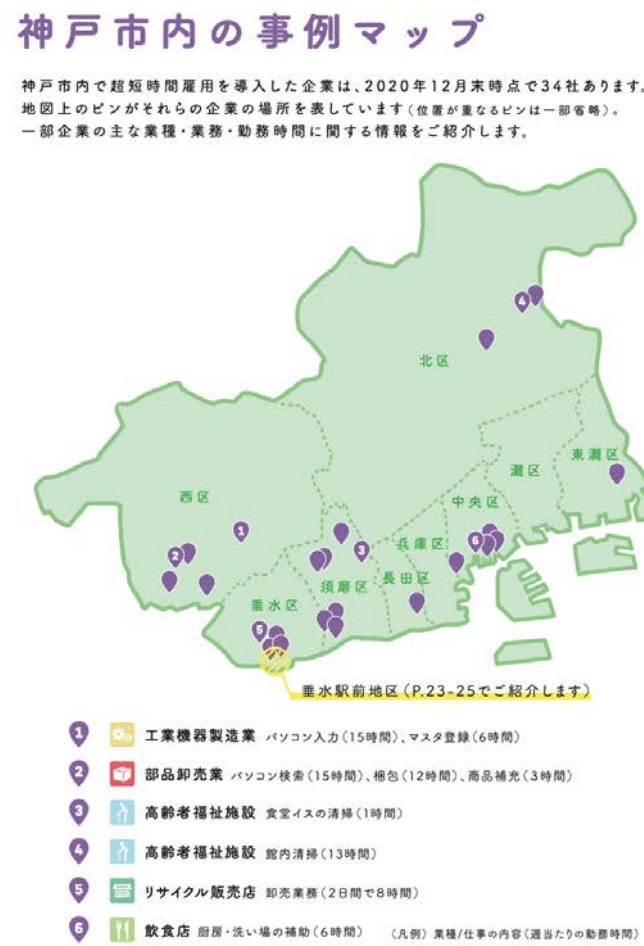 神戸市内の事例マップ
神戸市内で超短時間雇用を導入した企業は、2020年12月末時点で34社あります。
地図上のピンがそれらの企業の場所を表しています(位置が重なるピンは一部省略)。
一部企業の主な業種・業務・勤務時間に関する情報をご紹介します。
4
北区
東灘区
灘区
西区
中央区
1
6
兵庫区
2
3
須磨区
長田区
垂水区
5
垂水駅前地区(P.23-25でご紹介します)
1 工業機器製造業 パソコン入力(15時間)、マスタ登録(6時間)
2 部品卸売業 パソコン検索(15時間)、梱包(12時間)、商品補充(3時間)
3 高齢者福祉施設 食堂イスの清掃(1時間)
4 高齢者福祉施設 館内清掃(13時間)
5 リサイクル販売店 卸売業務(2日間で8時間)
6 飲食店 厨房・洗い場の補助(6時間) (凡例) 業種/仕事の内容(週当たりの勤務時間)